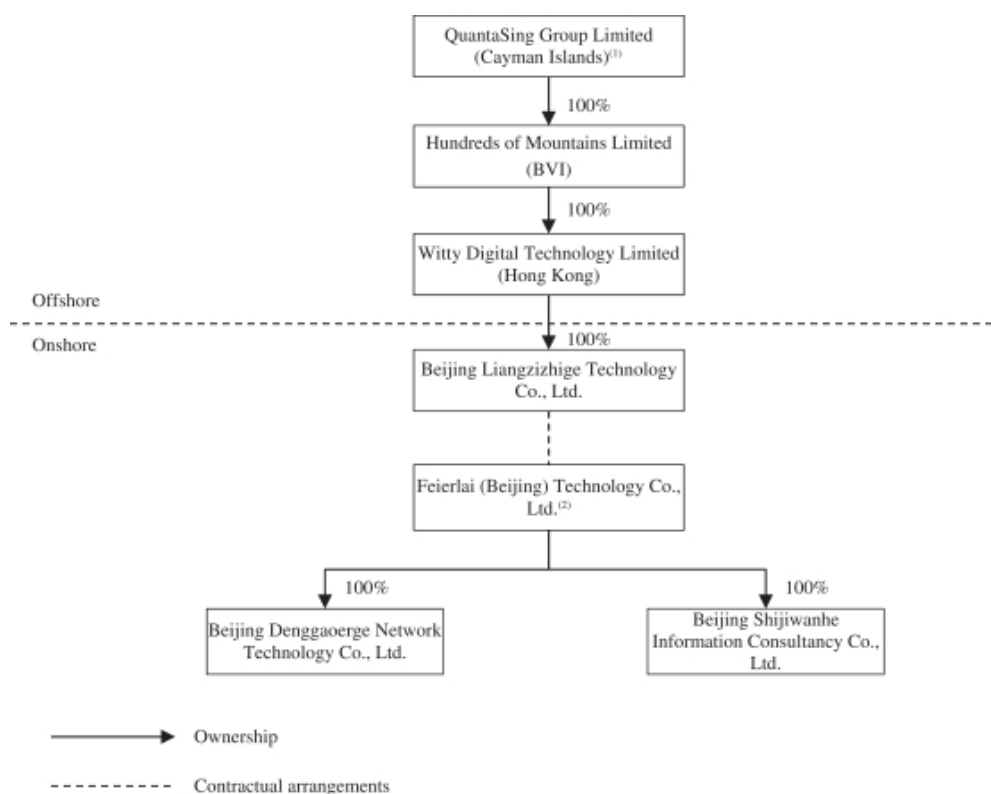 QuantaSing Group Limited
(Cayman Islands)(1)
100%
Hundreds of Mountains Limited
(BVI)
100%
Witty Digital Technology Limited
(Hong Kong)
Offshore
Onshore
100%
Beijing Liangzizhige Technology
Co., Ltd.
Feierlai (Beijing) Technology Co.,
Ltd.(2)
100%
100%
Beijing Denggaoerge Network
Technology Co., Ltd.
Beijing Shijiwanhe
Information Consultancy Co.,
Ltd.
Ownership
Contractual arrangements